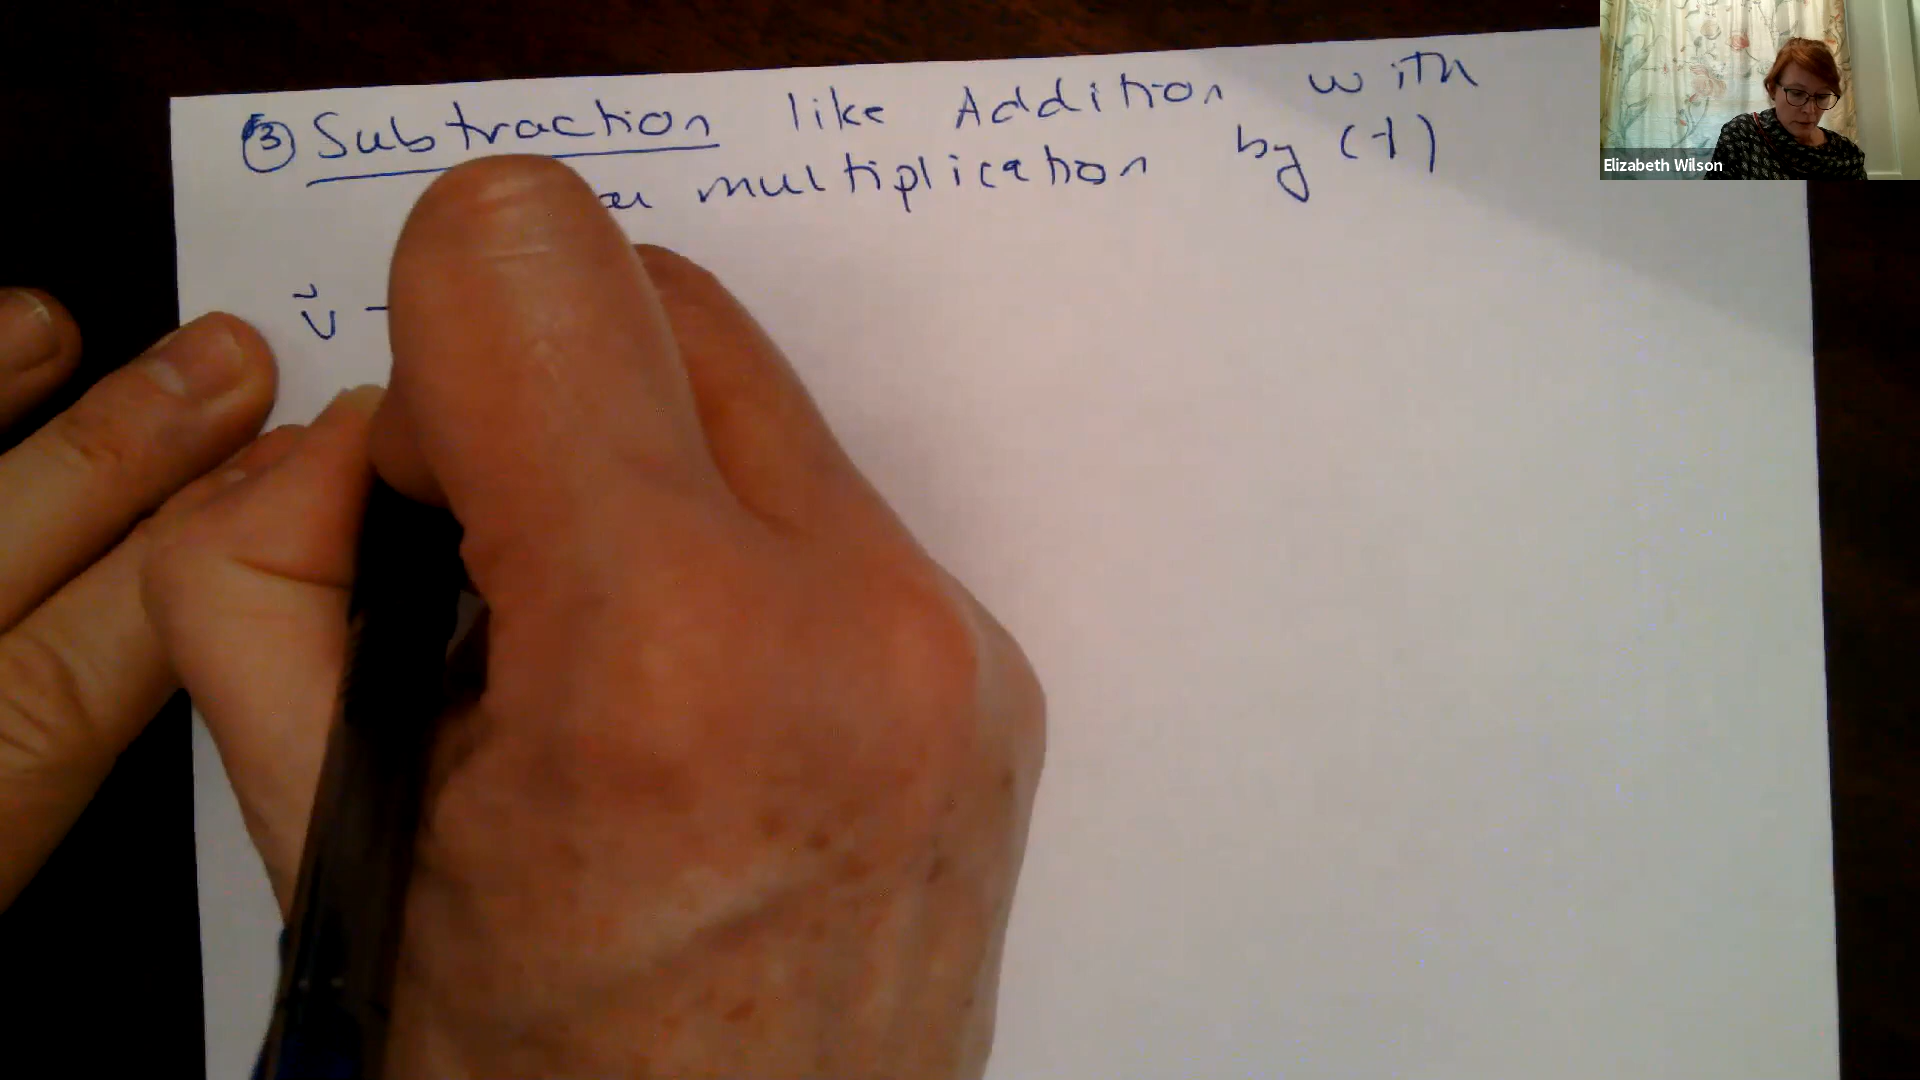 ③ Subtraction like Addition with
multiplication by (-1)
v⃗ -
Elizabeth Wilson